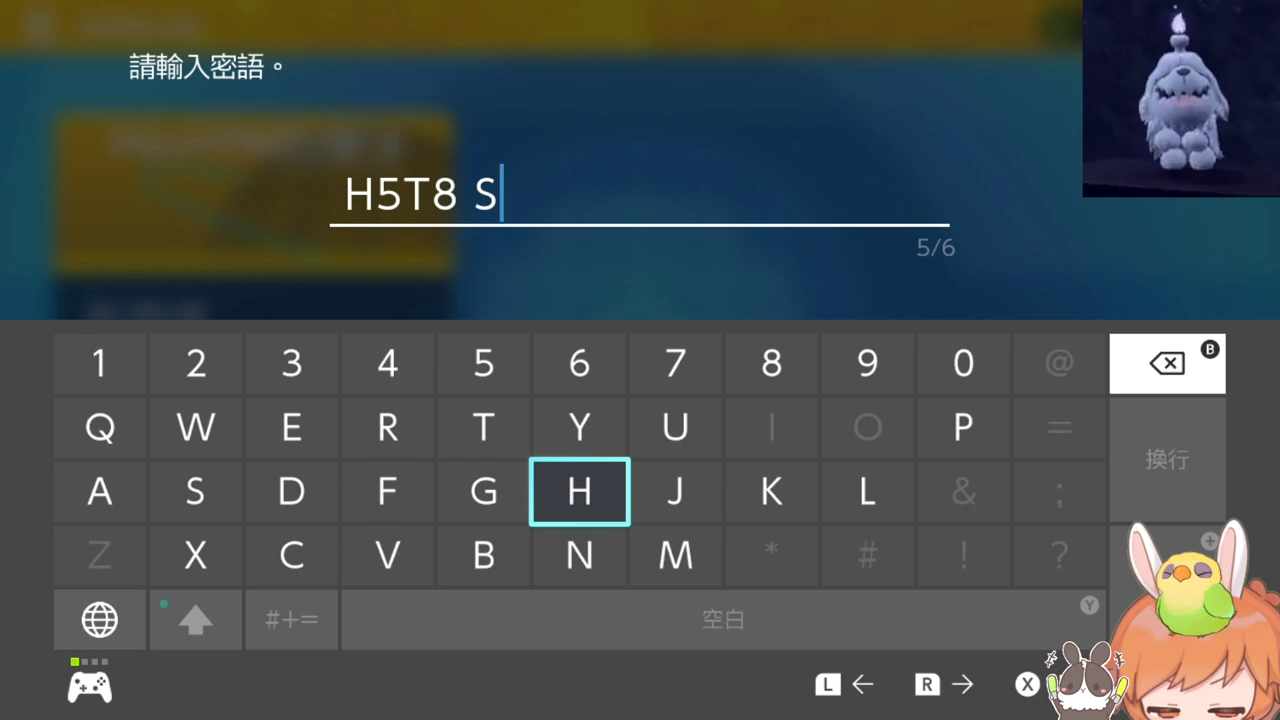 請輸入密語。
H5T8 S
5/6
1 2 3 4 5 6 7 8 9 0 @
B
Q W E R T Y U I O P =
換行
A S D F G H J K L & ;
Z X C V B N M * # ! ?
+
#+= 空白 Y
L ← R → X